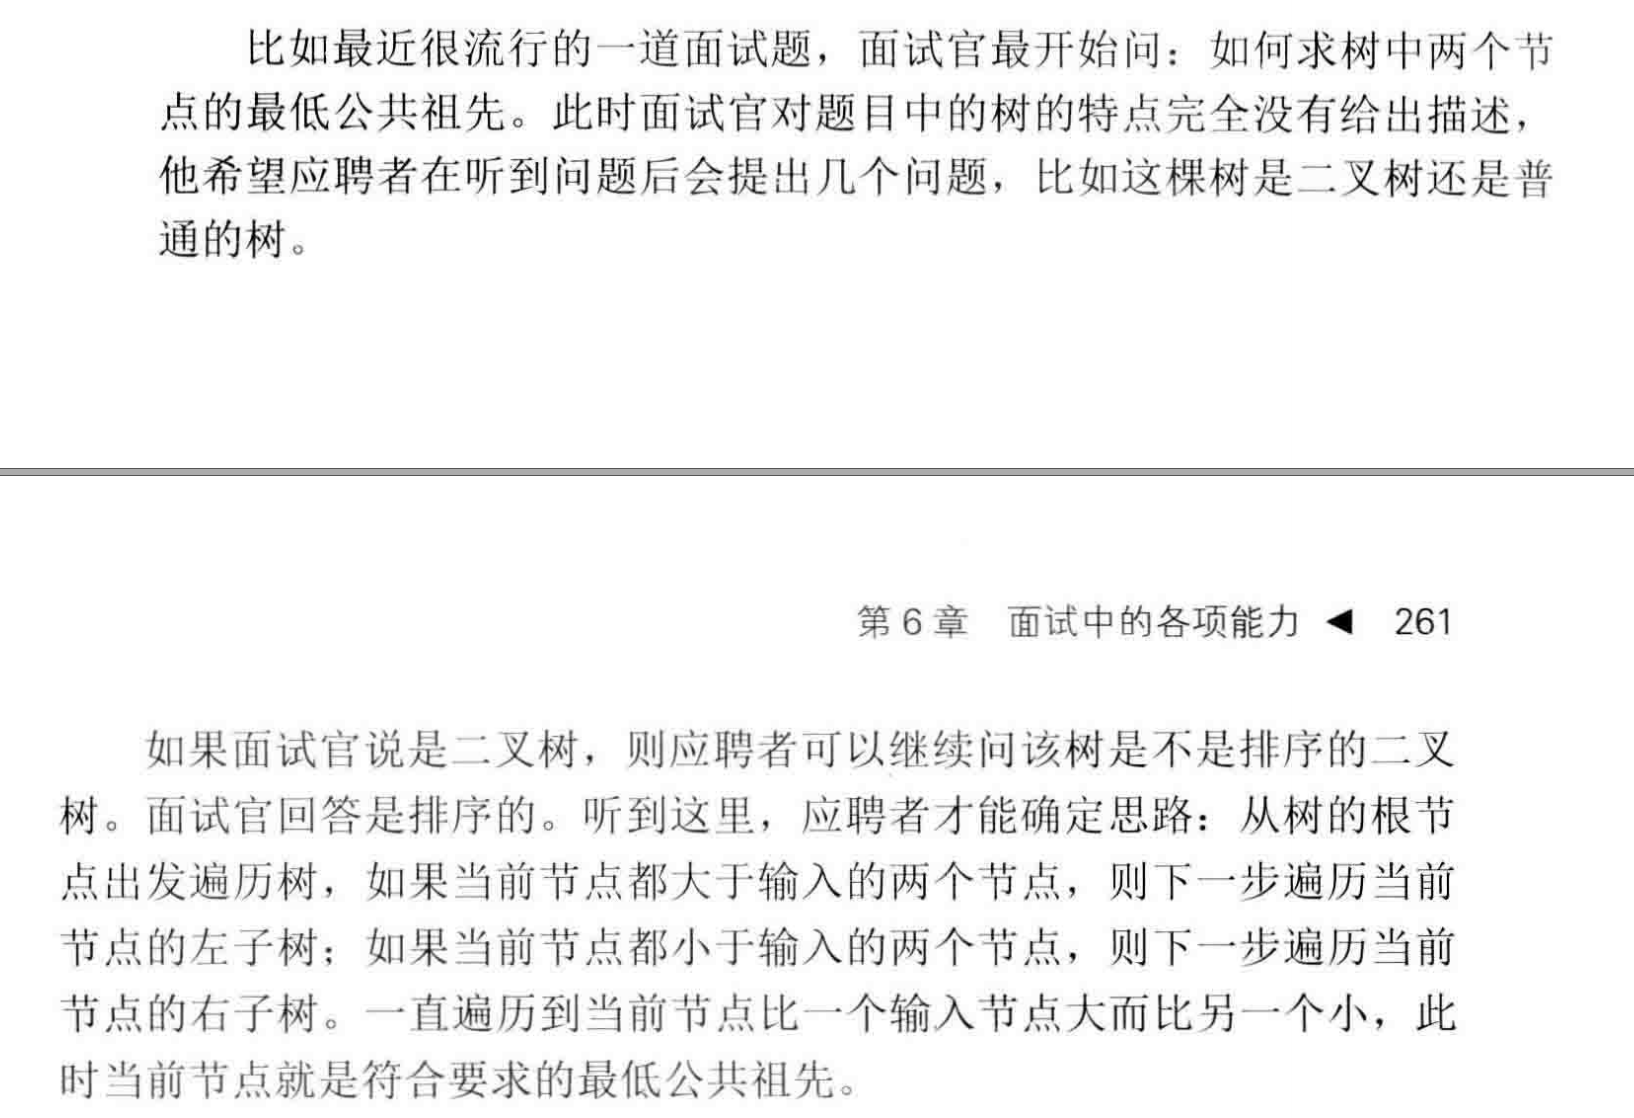 比如最近很流行的一道面试题，面试官最开始问：如何求树中两个节
点的最低公共祖先。此时面试官对题目中的树的特点完全没有给出描述，
他希望应聘者在听到问题后会提出几个问题，比如这棵树是二叉树还是普
通的树。
第 6 章 面试中的各项能力 ◀ 261
如果面试官说是二叉树，则应聘者可以继续问该树是不是排序的二叉
树。面试官回答是排序的。听到这里，应聘者才能确定思路：从树的根节
点出发遍历树，如果当前节点都大于输入的两个节点，则下一步遍历当前
节点的左子树；如果当前节点都小于输入的两个节点，则下一步遍历当前
节点的右子树。一直遍历到当前节点比一个输入节点大而比另一个小，此
时当前节点就是符合要求的最低公共祖先。